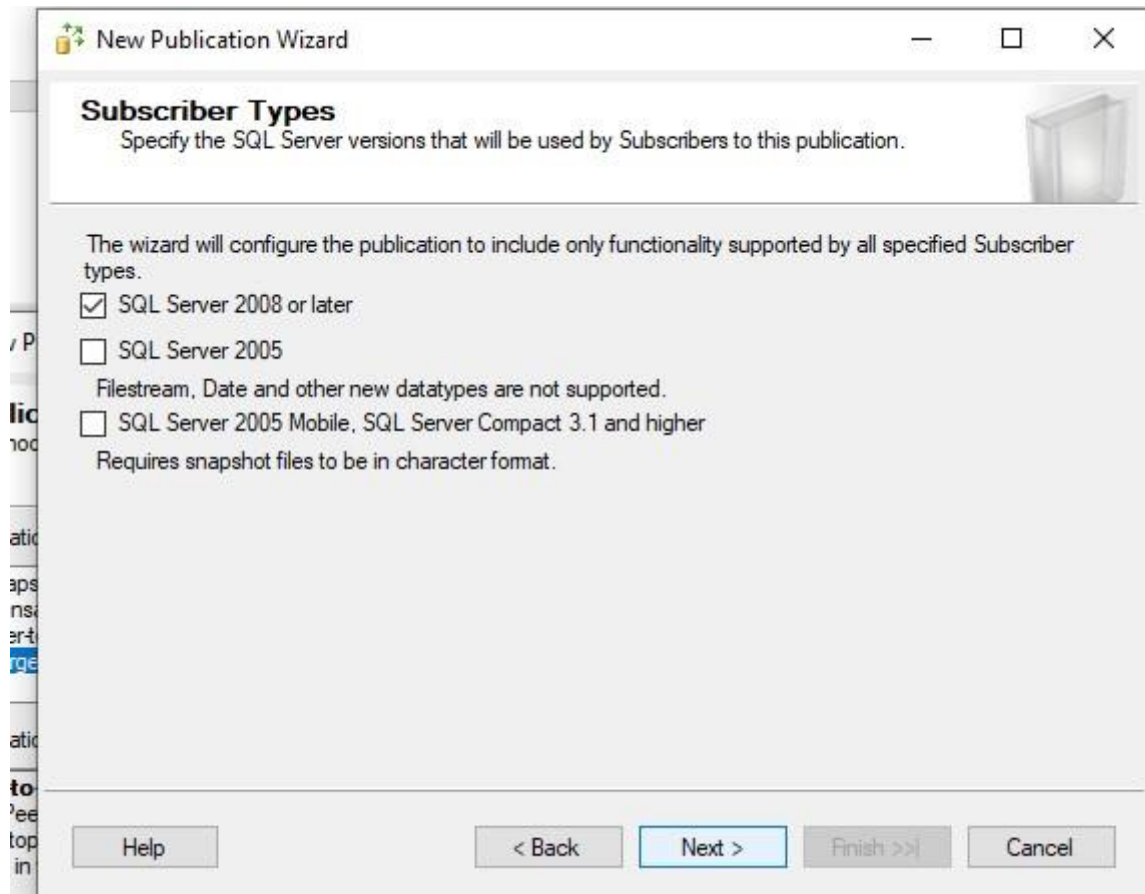 New Publication Wizard
Subscriber Types
Specify the SQL Server versions that will be used by Subscribers to this publication.
The wizard will configure the publication to include only functionality supported by all specified Subscriber
types.
SQL Server 2008 or later
SQL Server 2005
Filestream, Date and other new datatypes are not supported.
SQL Server 2005 Mobile, SQL Server Compact 3.1 and higher
Requires snapshot files to be in character format.
Help
< Back
Next >
Finish >>|
Cancel